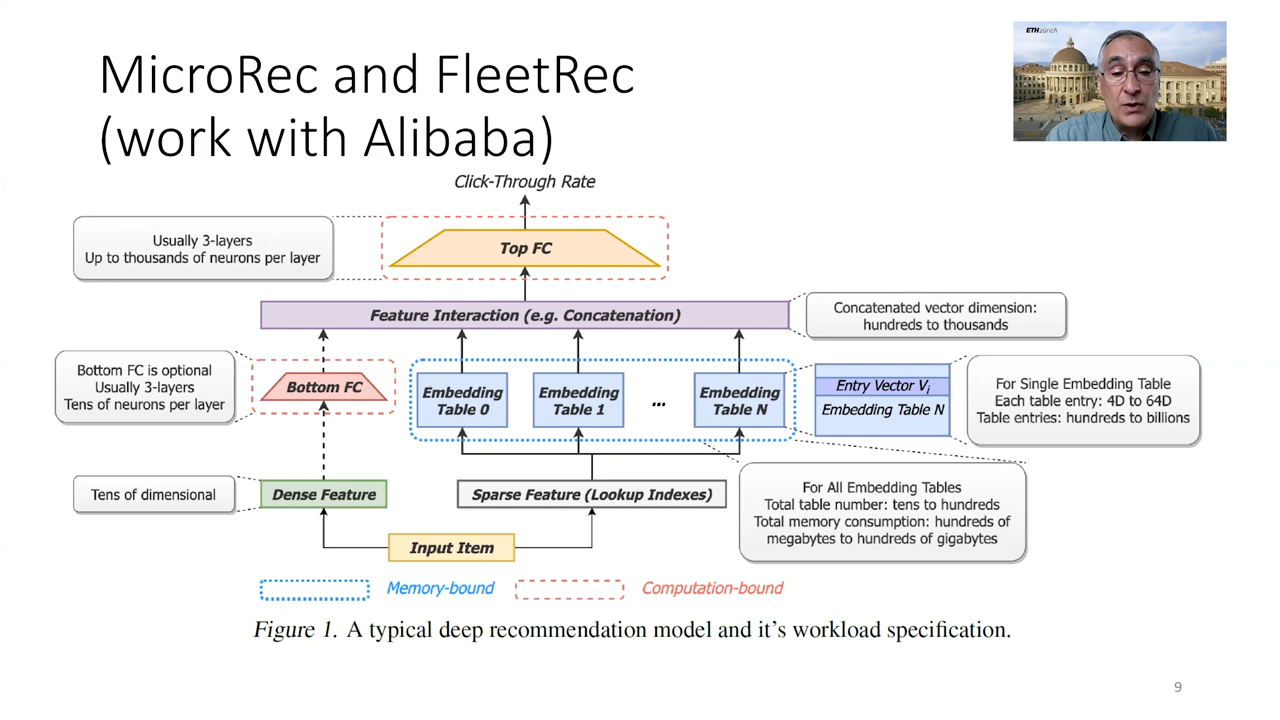 MicroRec and FleetRec
(work with Alibaba)
ETH zürich
Click-Through Rate
Usually 3-layers
Up to thousands of neurons per layer
Top FC
Feature Interaction (e.g. Concatenation)
Concatenated vector dimension:
hundreds to thousands
Bottom FC is optional
Usually 3-layers
Tens of neurons per layer
Bottom FC
Embedding
Table 0
Embedding
Table 1
...
Embedding
Table N
Entry Vector Vi
Embedding Table N
For Single Embedding Table
Each table entry: 4D to 64D
Table entries: hundreds to billions
Tens of dimensional
Dense Feature
Sparse Feature (Lookup Indexes)
For All Embedding Tables
Total table number: tens to hundreds
Total memory consumption: hundreds of
megabytes to hundreds of gigabytes
Input Item
Memory-bound
Computation-bound
Figure 1. A typical deep recommendation model and it's workload specification.
9